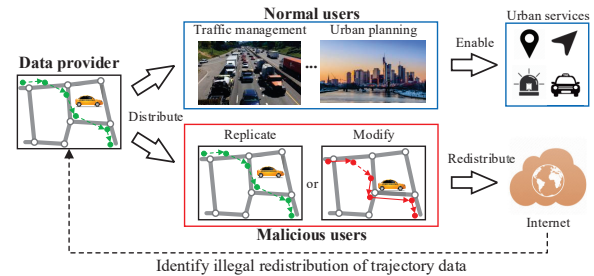 Normal users
Traffic management
Urban planning
...
Urban services
Data provider
Enable
Distribute
Replicate
Modify
or
Redistribute
Malicious users
Internet
Identify illegal redistribution of trajectory data